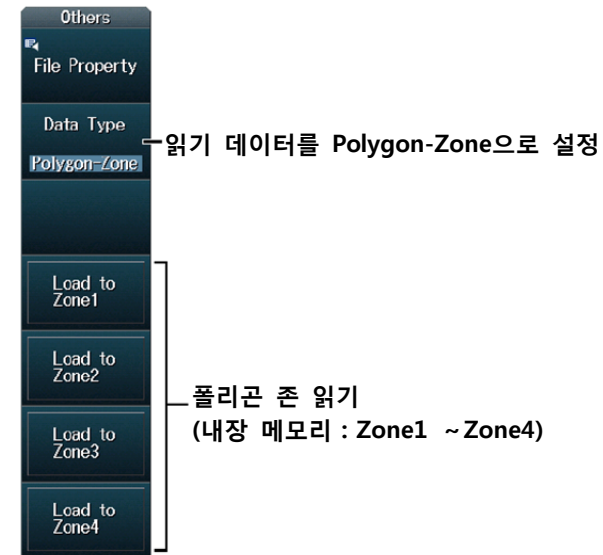 Others
File Property
Data Type
Polygon-Zone
읽기 데이터를 Polygon-Zone으로 설정
Load to
Zone1
Load to
Zone2
Load to
Zone3
Load to
Zone4
폴리곤 존 읽기
(내장 메모리 : Zone1 ~Zone4)